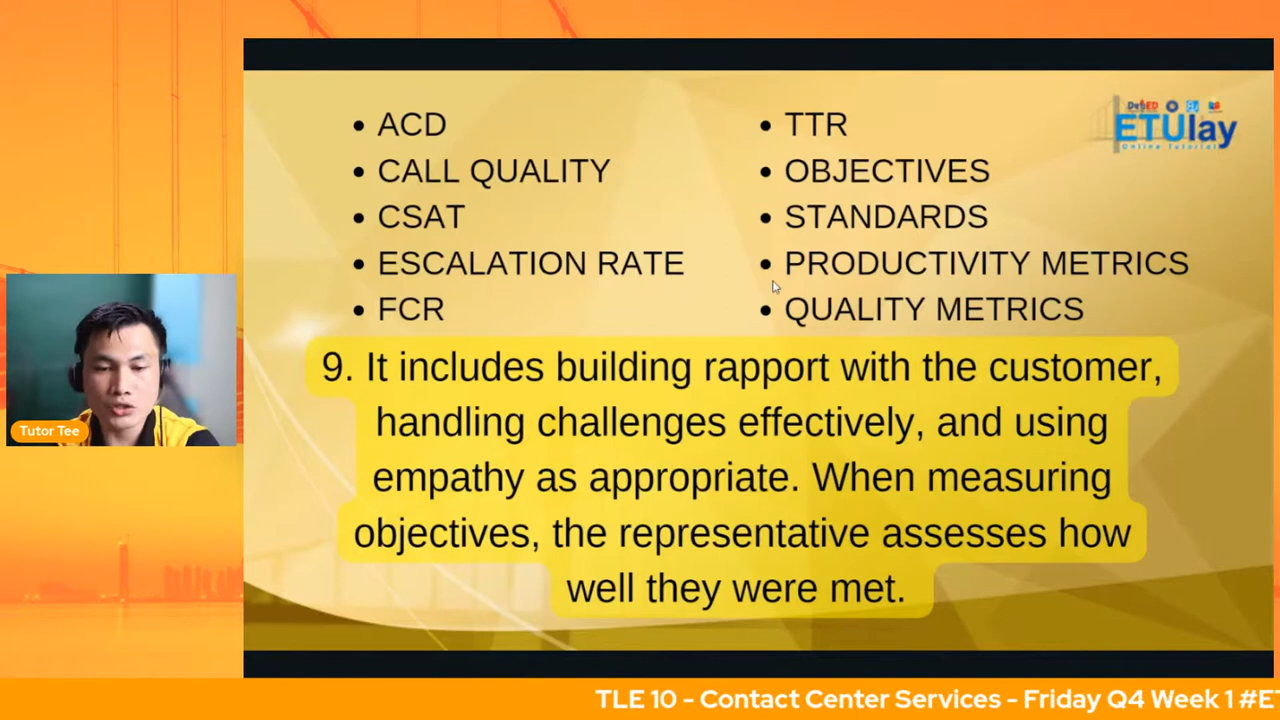 ACD
CALL QUALITY
CSAT
ESCALATION RATE
FCR
TTR
OBJECTIVES
STANDARDS
PRODUCTIVITY METRICS
QUALITY METRICS
DepED
ETUlay
Online Tutorial
9. It includes building rapport with the customer,
handling challenges effectively, and using
empathy as appropriate. When measuring
objectives, the representative assesses how
well they were met.
Tutor Tee
TLE 10 - Contact Center Services - Friday Q4 Week 1 #ET